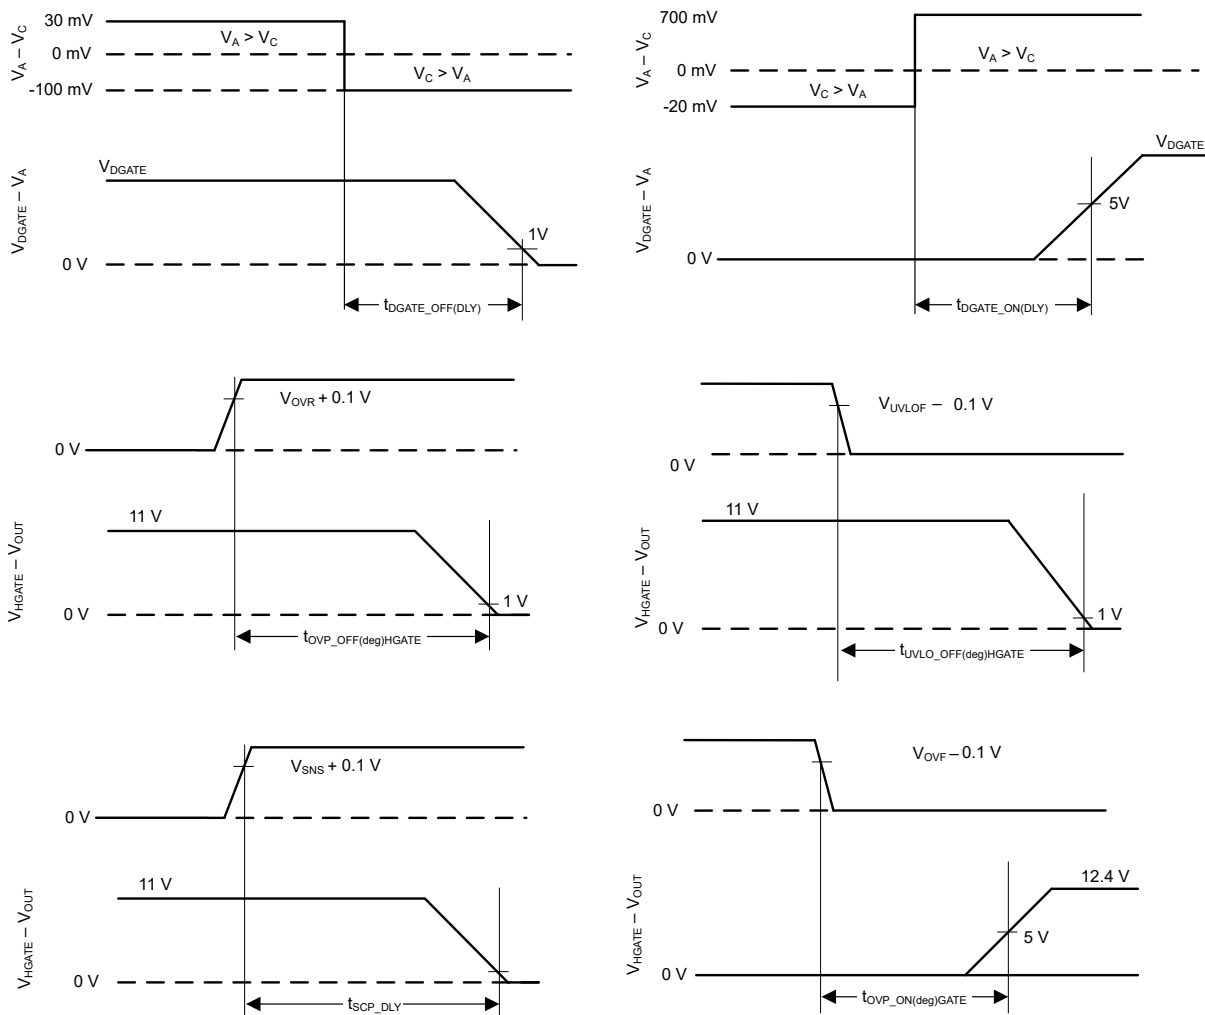 30 mV
V_A > V_C
0 mV
V_C > V_A
-100 mV
V_A – V_C
V_DGATE
V_DGATE – V_A
1V
0 V
t_DGATE_OFF(DLY)
700 mV
V_A > V_C
0 mV
V_C > V_A
-20 mV
V_A – V_C
V_DGATE
V_DGATE – V_A
5V
0 V
t_DGATE_ON(DLY)
V_OVR + 0.1 V
0 V
11 V
V_HGATE – V_OUT
1 V
0 V
t_OVP_OFF(deg)HGATE
V_UVLOF – 0.1 V
0 V
11 V
V_HGATE – V_OUT
1 V
0 V
t_UVLO_OFF(deg)HGATE
V_SNS + 0.1 V
0 V
11 V
V_HGATE – V_OUT
0 V
t_SCP_DLY
V_OVF – 0.1 V
0 V
12.4 V
V_HGATE – V_OUT
5 V
0 V
t_OVP_ON(deg)GATE